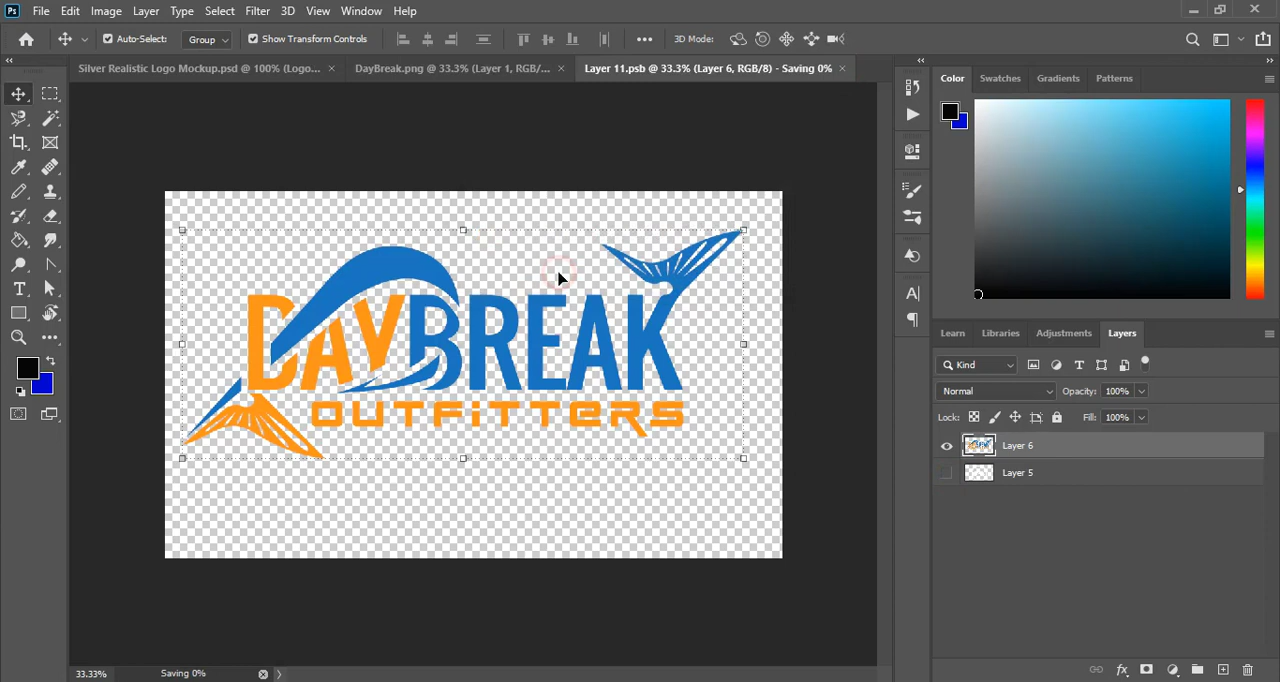 Ps File Edit Image Layer Type Select Filter 3D View Window Help
Auto-Select: Group Show Transform Controls 3D Mode:
Silver Realistic Logo Mockup.psd @ 100% (Logo... × DayBreak.png @ 33.3% (Layer 1, RGB/... × Layer 11.psb @ 33.3% (Layer 6, RGB/8) - Saving 0% ×
Color Swatches Gradients Patterns
DAYBREAK
OUTFiTTERS
Learn Libraries Adjustments Layers
Kind
Normal Opacity: 100%
Lock: Fill: 100%
Layer 6
Layer 5
33.33% Saving 0%